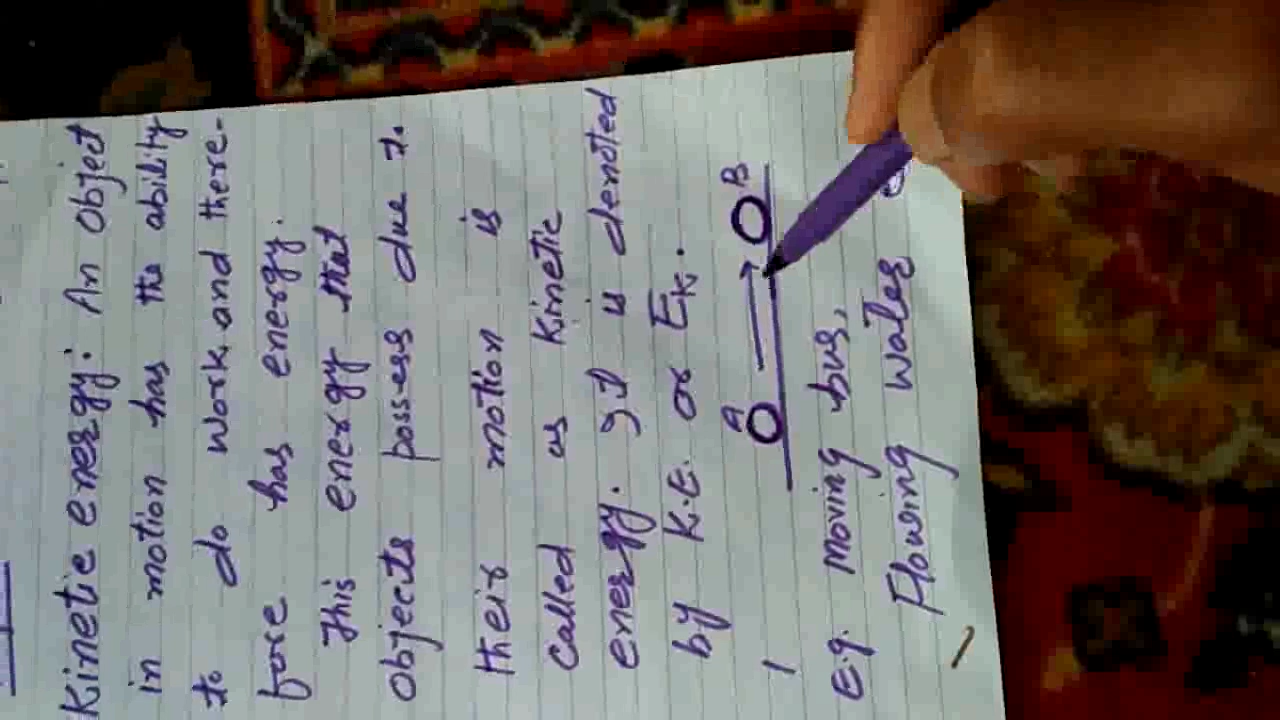 Kinetic energy: An object
in motion has the ability
to do work and there-
fore has energy.
This energy that
objects possess due to
their motion is
called as kinetic
energy. It is denoted
by K.E. or EK.
A B
E.g. Moving bus,
Flowing water